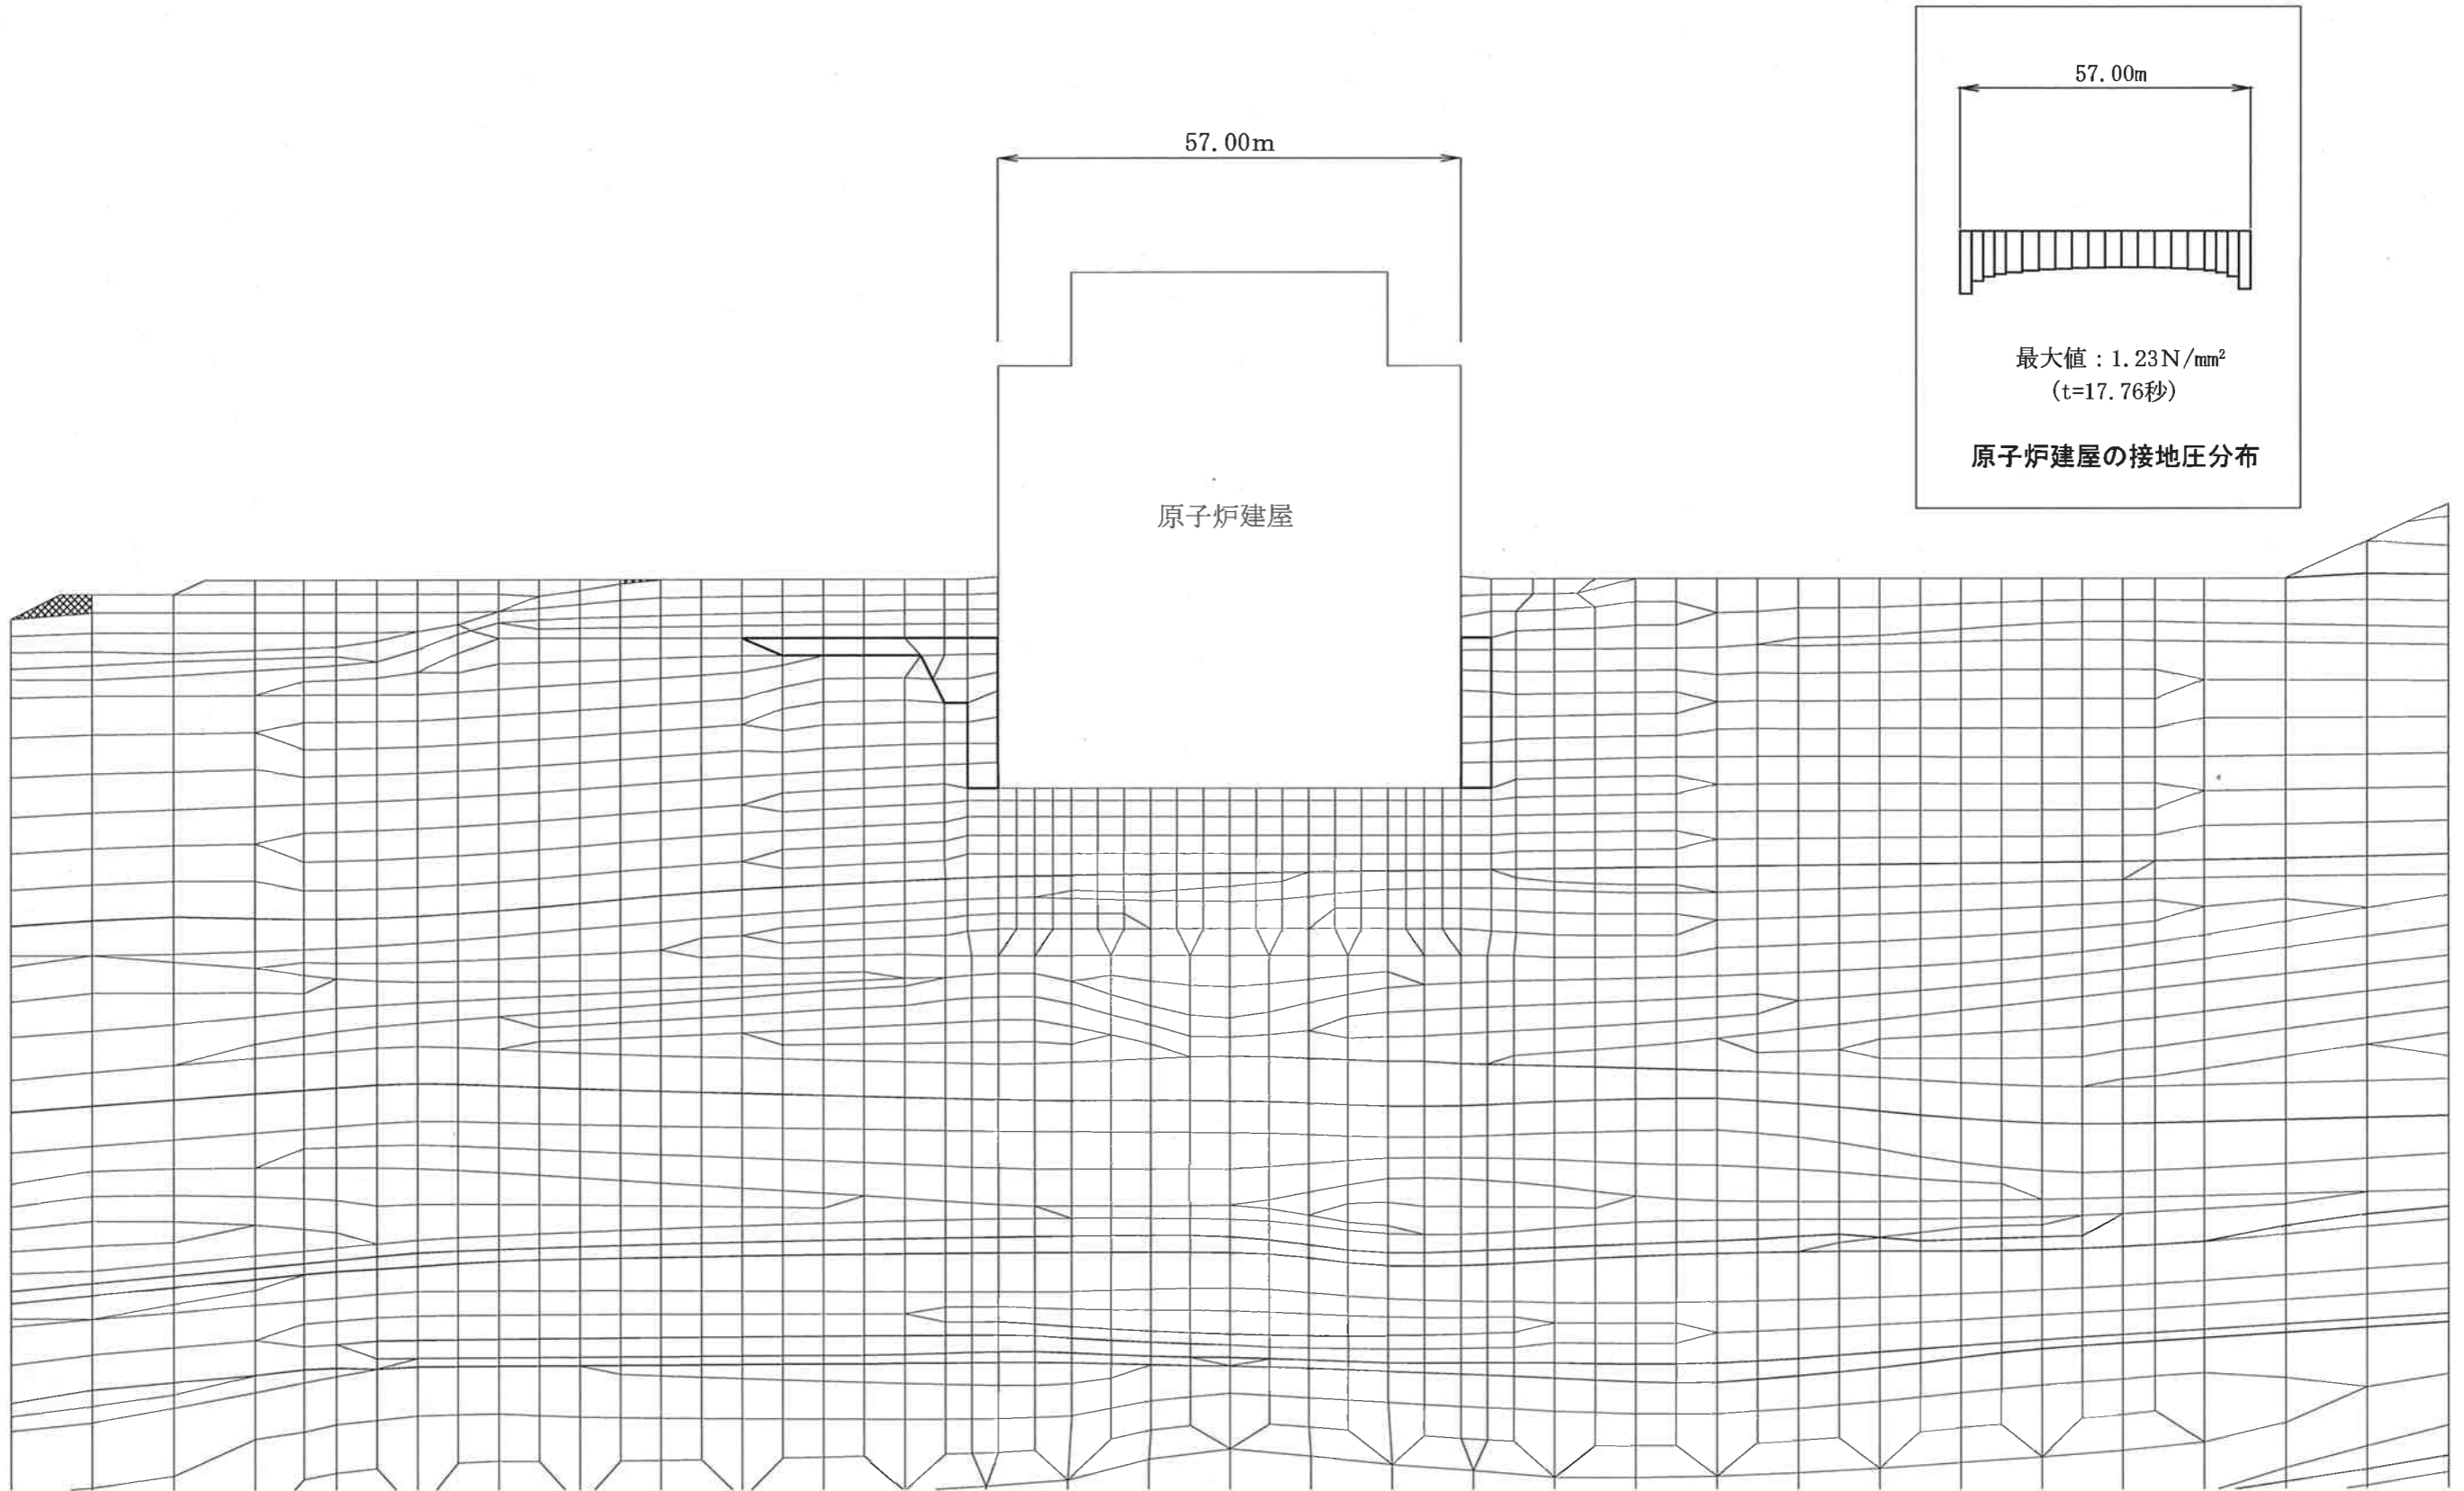 57.00m
57.00m
最大値:1.23N/mm²
(t=17.76秒)
原子炉建屋の接地圧分布
原子炉建屋